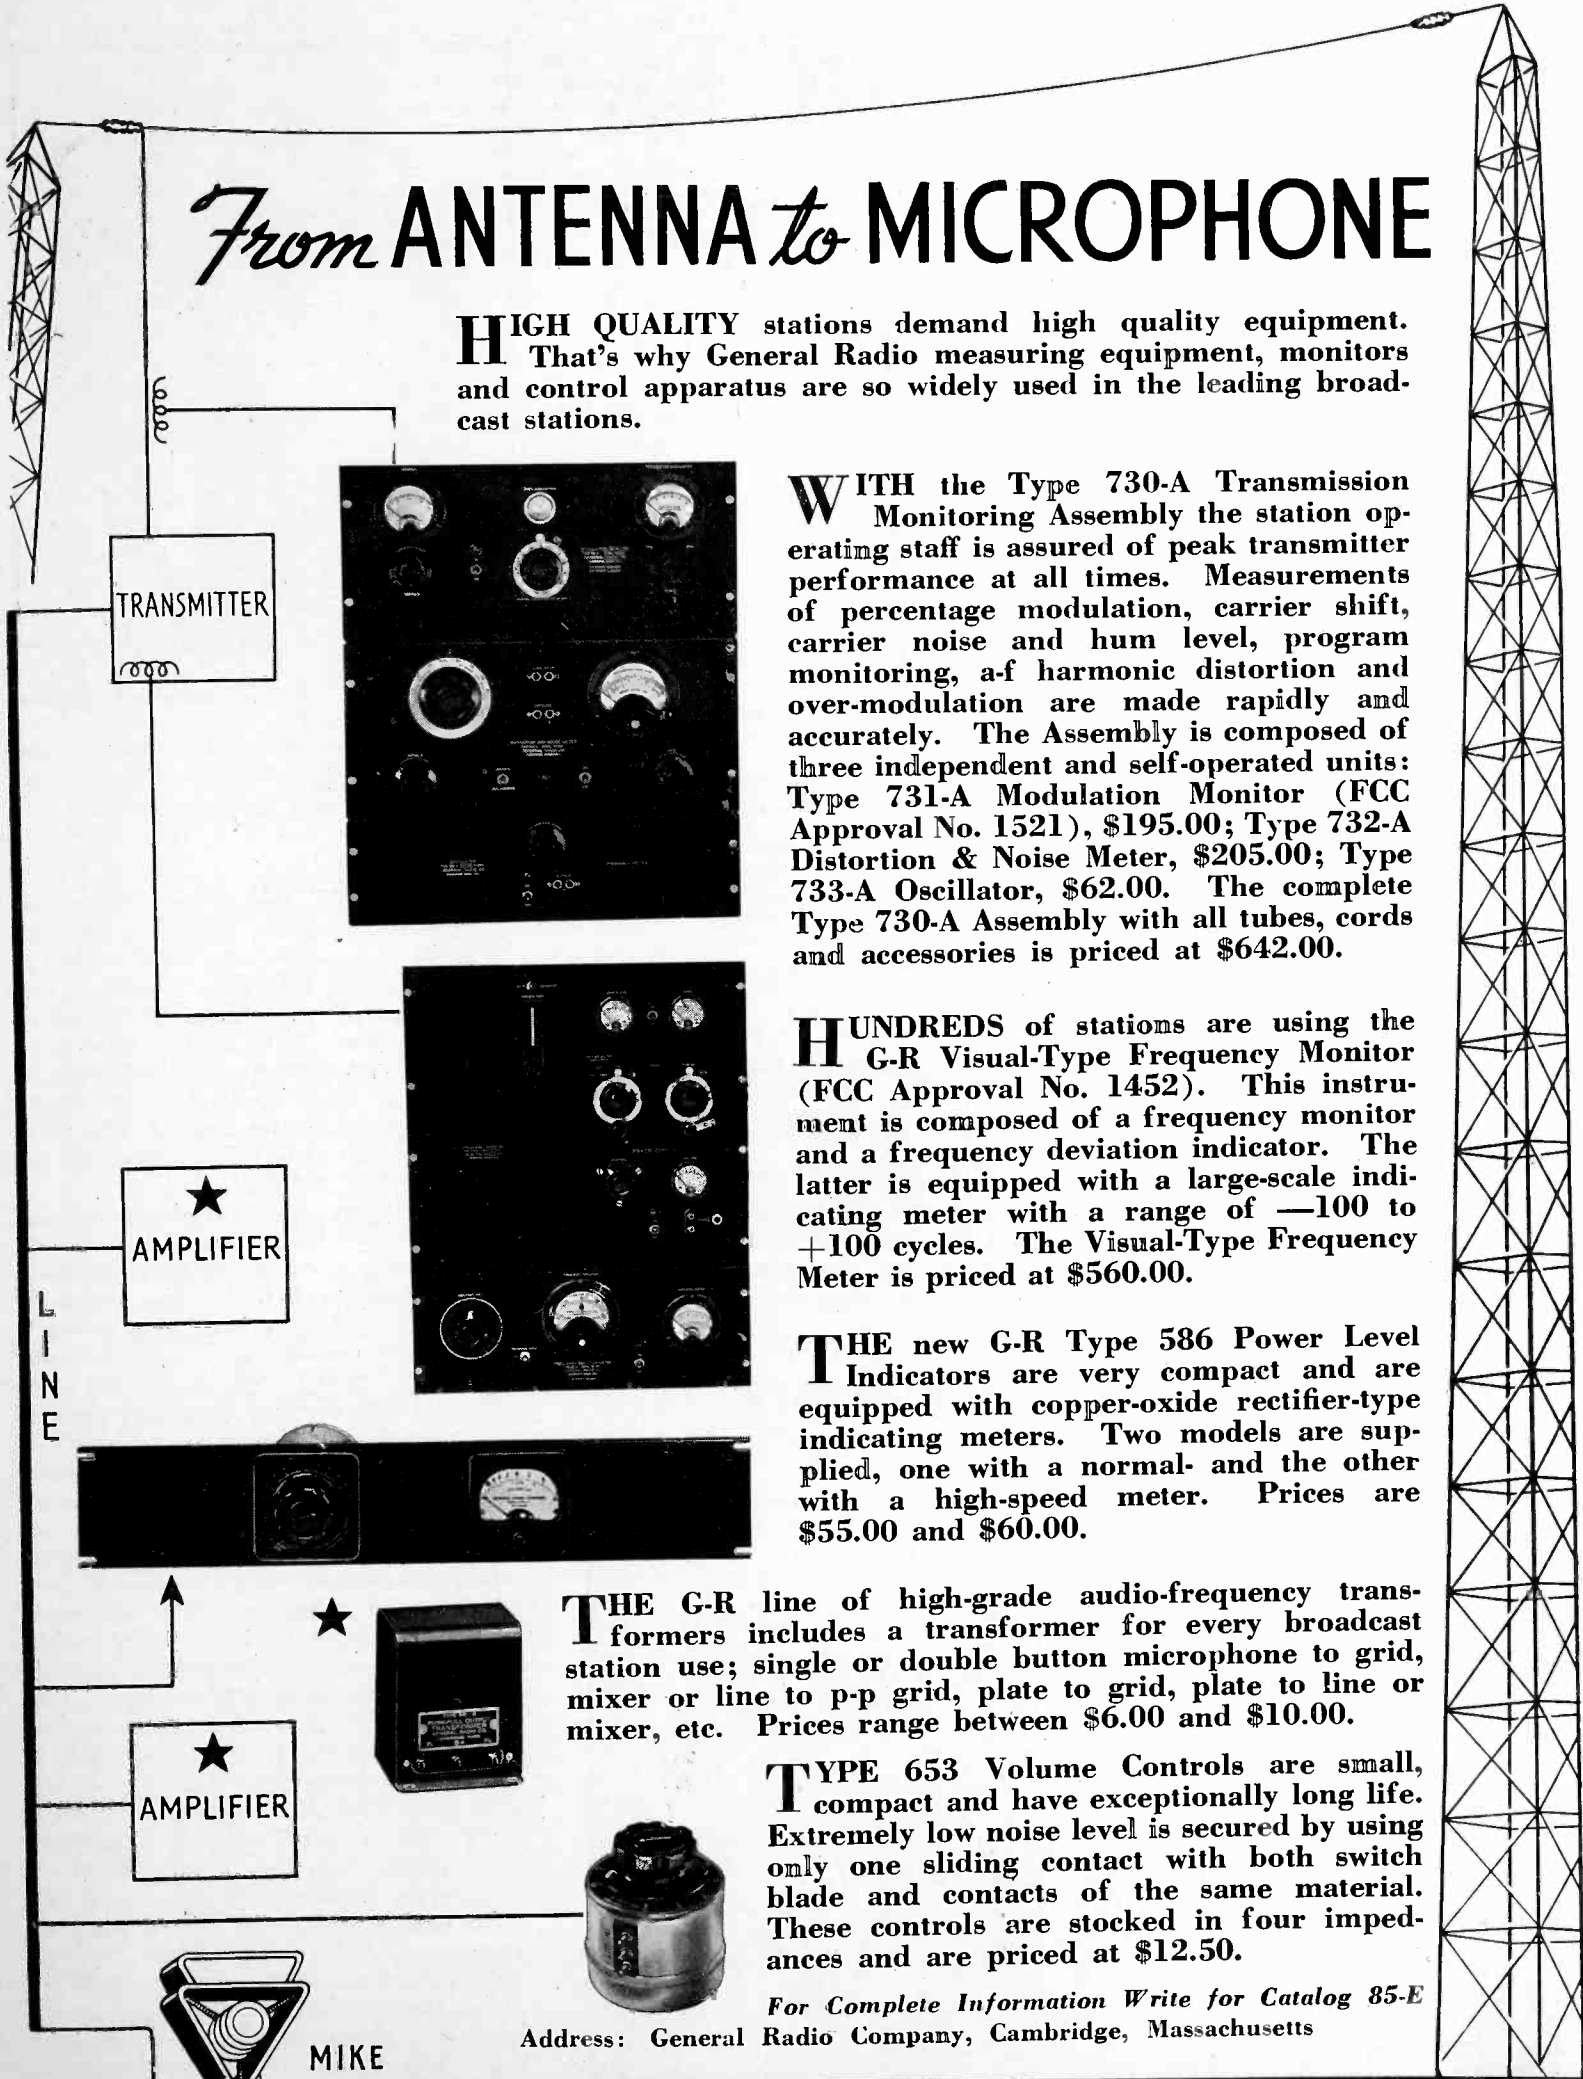 From ANTENNA to MICROPHONE
HIGH QUALITY stations demand high quality equipment.
That's why General Radio measuring equipment, monitors
and control apparatus are so widely used in the leading broad-
cast stations.
WITH the Type 730-A Transmission
Monitoring Assembly the station op-
erating staff is assured of peak transmitter
performance at all times. Measurements
of percentage modulation, carrier shift,
carrier noise and hum level, program
monitoring, a-f harmonic distortion and
over-modulation are made rapidly and
accurately. The Assembly is composed of
three independent and self-operated units:
Type 731-A Modulation Monitor (FCC
Approval No. 1521), $195.00; Type 732-A
Distortion & Noise Meter, $205.00; Type
733-A Oscillator, $62.00. The complete
Type 730-A Assembly with all tubes, cords
and accessories is priced at $642.00.
TRANSMITTER
HUNDREDS of stations are using the
G-R Visual-Type Frequency Monitor
(FCC Approval No. 1452). This instru-
ment is composed of a frequency monitor
and a frequency deviation indicator. The
latter is equipped with a large-scale indi-
cating meter with a range of —100 to
+100 cycles. The Visual-Type Frequency
Meter is priced at $560.00.
AMPLIFIER
LINE
THE new G-R Type 586 Power Level
Indicators are very compact and are
equipped with copper-oxide rectifier-type
indicating meters. Two models are sup-
plied, one with a normal- and the other
with a high-speed meter. Prices are
$55.00 and $60.00.
THE G-R line of high-grade audio-frequency trans-
formers includes a transformer for every broadcast
station use; single or double button microphone to grid,
mixer or line to p-p grid, plate to grid, plate to line or
mixer, etc. Prices range between $6.00 and $10.00.
AMPLIFIER
TYPE 653 Volume Controls are small,
compact and have exceptionally long life.
Extremely low noise level is secured by using
only one sliding contact with both switch
blade and contacts of the same material.
These controls are stocked in four imped-
ances and are priced at $12.50.
For Complete Information Write for Catalog 85-E
Address: General Radio Company, Cambridge, Massachusetts
MIKE